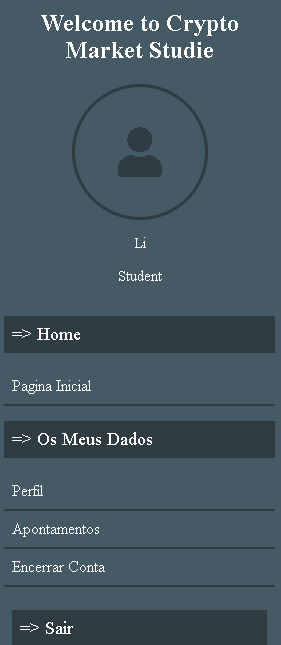 Welcome to Crypto
Market Studie
Li
Student
=> Home
Pagina Inicial
=> Os Meus Dados
Perfil
Apontamentos
Encerrar Conta
=> Sair